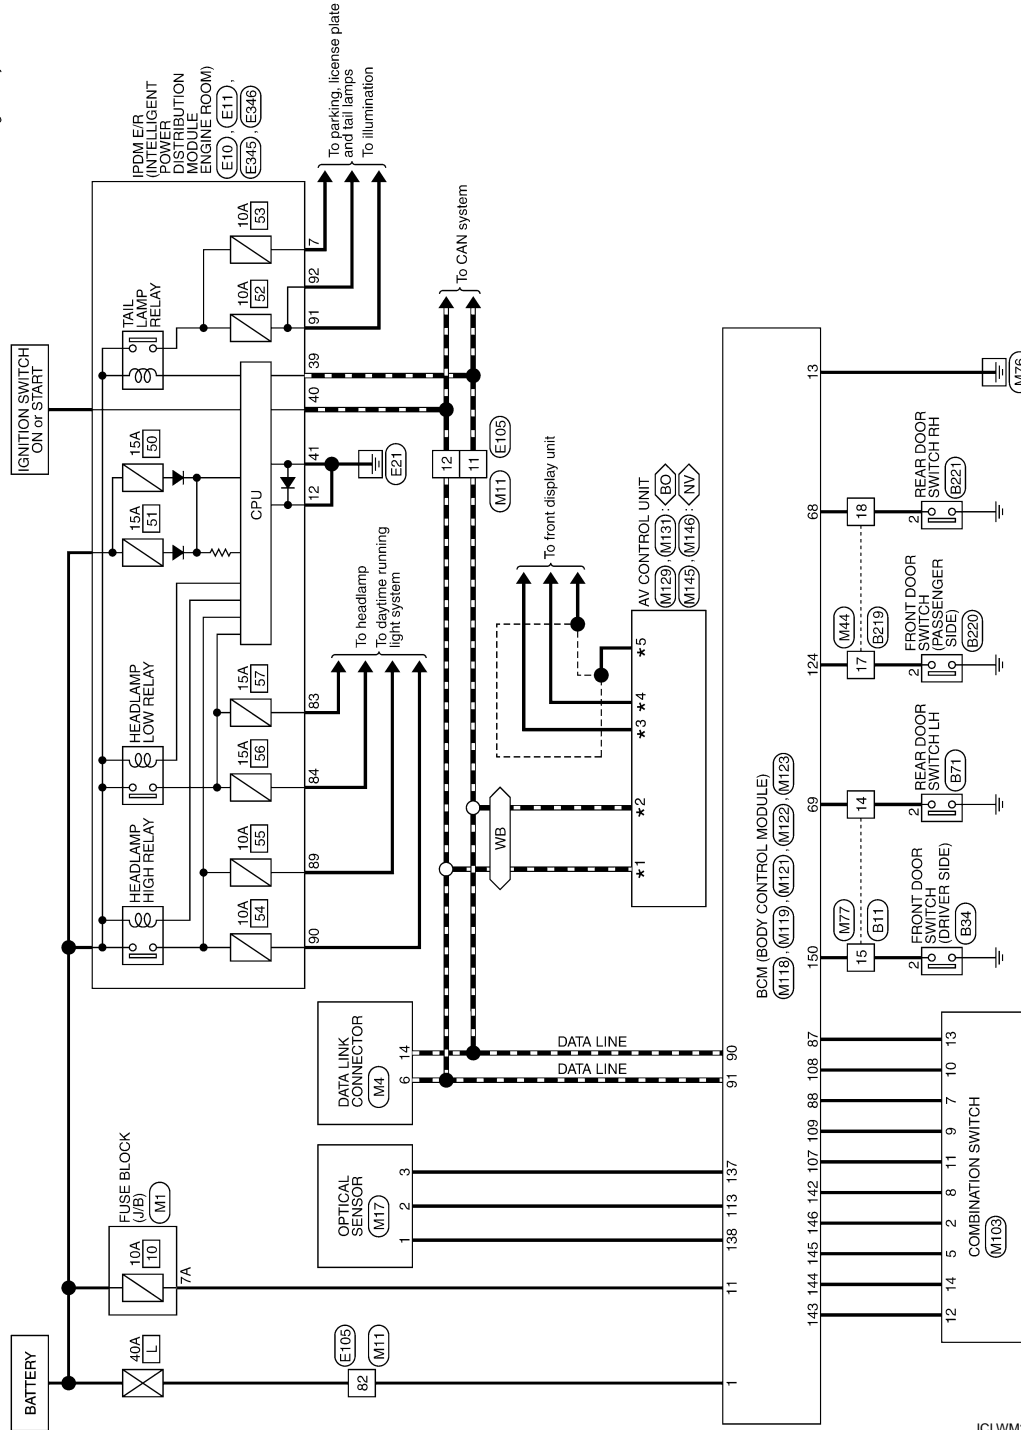 BATTERY
IGNITION SWITCH
ON or START
40A
L
FUSE BLOCK
(J/B)
M1
10A
10
7A
E105
M11
82
IPDM E/R
(INTELLIGENT
POWER
DISTRIBUTION
MODULE
ENGINE ROOM)
E10 , E11 ,
E345 , E346
HEADLAMP
HIGH RELAY
HEADLAMP
LOW RELAY
TAIL
LAMP
RELAY
15A
51
15A
50
CPU
10A
54
10A
55
15A
56
15A
57
10A
52
10A
53
90
89
84
83
12
41
40
39
91
92
7
To headlamp
To daytime running
light system
E21
To parking, license plate
and tail lamps
To illumination
To CAN system
12
11
M11
E105
OPTICAL
SENSOR
M17
1
2
3
DATA LINK
CONNECTOR
M4
6
14
DATA LINE
DATA LINE
WB
To front display unit
AV CONTROL UNIT
M129 , M131 : BO
M145 , M146 : NV
*1
*2
*3
*4
*5
1
11
138
113
137
91
90
BCM (BODY CONTROL MODULE)
M118 , M119 , M121 , M122 , M123
143
144
145
146
142
107
109
88
108
87
150
69
124
68
13
12
14
5
2
8
11
9
7
10
13
COMBINATION SWITCH
M103
M77
B11
15
14
2
FRONT DOOR
SWITCH
(DRIVER SIDE)
B34
2
REAR DOOR
SWITCH LH
B71
M44
B219
17
18
2
FRONT DOOR
SWITCH
(PASSENGER
SIDE)
B220
2
REAR DOOR
SWITCH RH
B221
M76